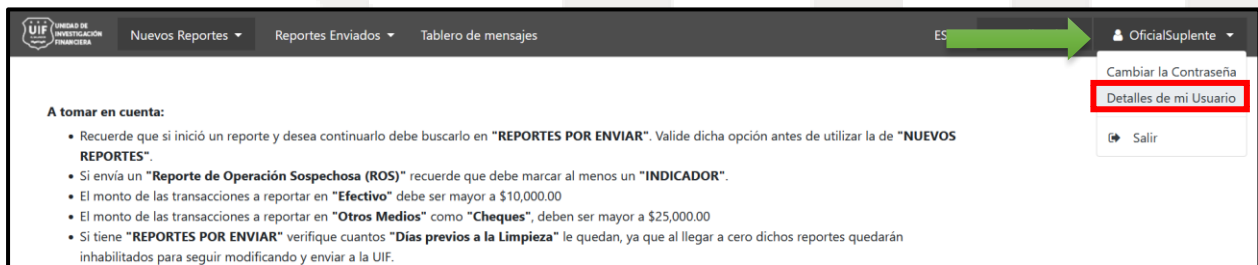 UIF UNIDAD DE
INVESTIGACIÓN
FINANCIERA
Nuevos Reportes
Reportes Enviados
Tablero de mensajes
ES
OficialSuplente
Cambiar la Contraseña
Detalles de mi Usuario
Salir
A tomar en cuenta:
• Recuerde que si inició un reporte y desea continuarlo debe buscarlo en "REPORTES POR ENVIAR". Valide dicha opción antes de utilizar la de "NUEVOS
REPORTES".
• Si envía un "Reporte de Operación Sospechosa (ROS)" recuerde que debe marcar al menos un "INDICADOR".
• El monto de las transacciones a reportar en "Efectivo" debe ser mayor a $10,000.00
• El monto de las transacciones a reportar en "Otros Medios" como "Cheques", deben ser mayor a $25,000.00
• Si tiene "REPORTES POR ENVIAR" verifique cuantos "Días previos a la Limpieza" le quedan, ya que al llegar a cero dichos reportes quedarán
inhabilitados para seguir modificando y enviar a la UIF.